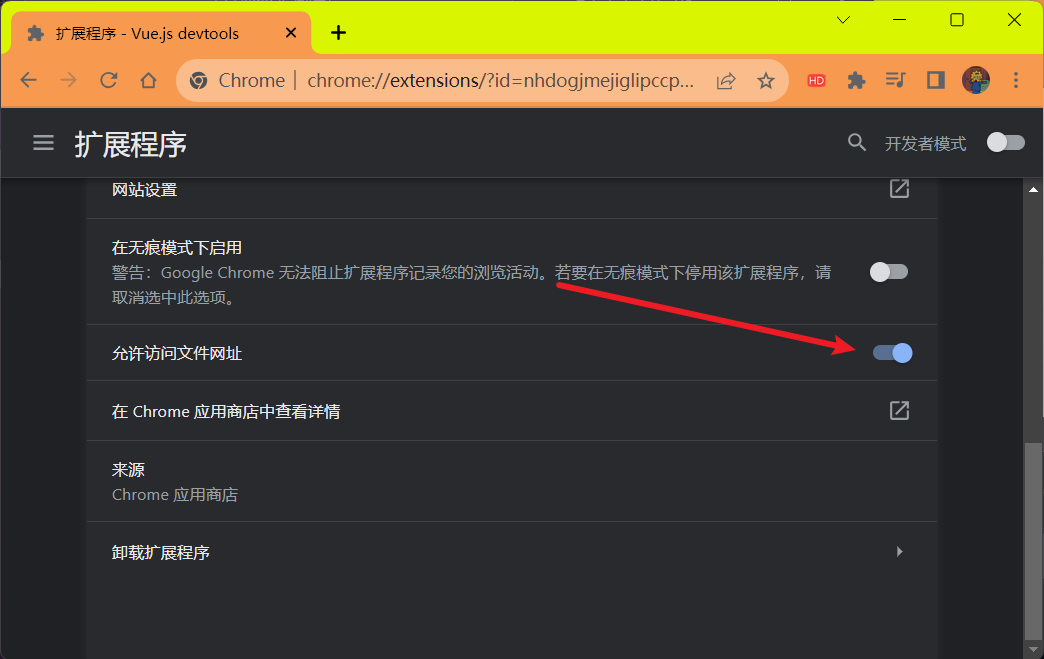 扩展程序 - Vue.js devtools
Chrome | chrome://extensions/?id=nhdogjmejiglipccp...
HD
扩展程序
开发者模式
网站设置
在无痕模式下启用
警告：Google Chrome 无法阻止扩展程序记录您的浏览活动。若要在无痕模式下停用该扩展程序，请
取消选中此选项。
允许访问文件网址
在 Chrome 应用商店中查看详情
来源
Chrome 应用商店
卸载扩展程序